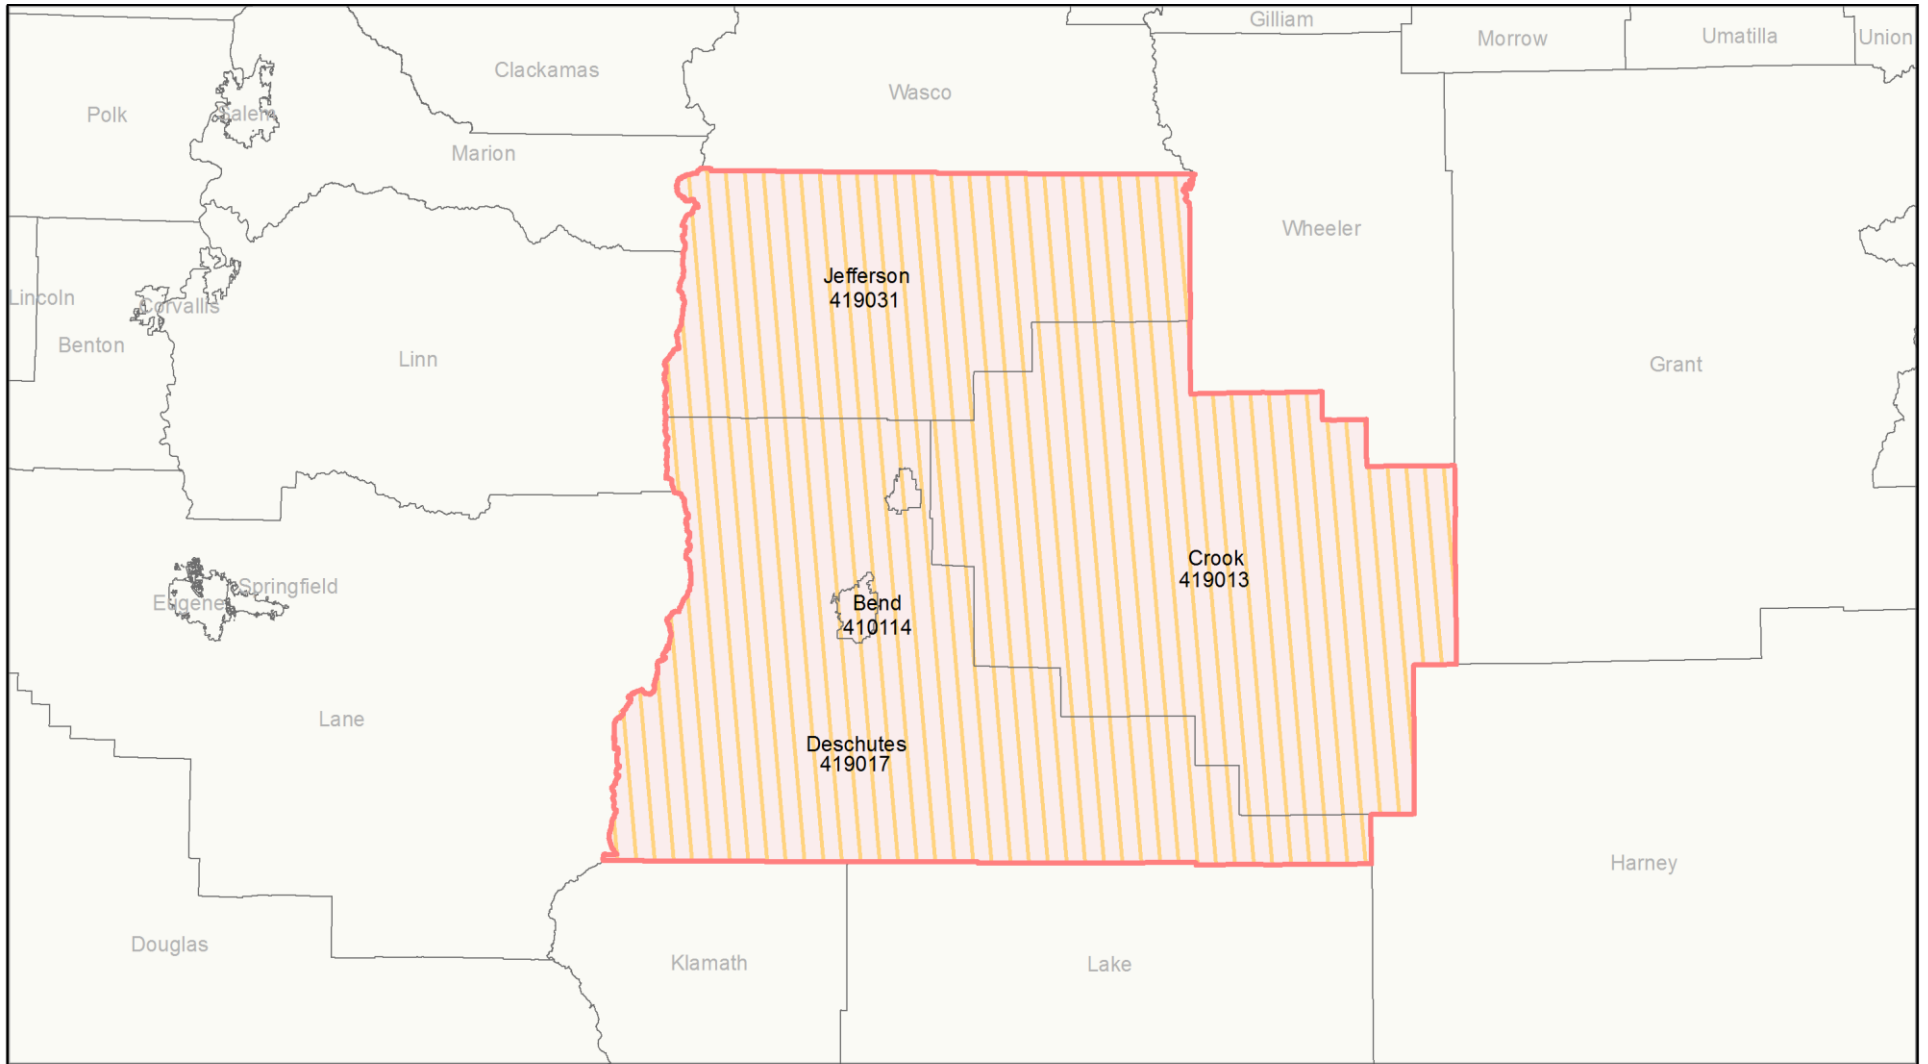 Gilliam
Morrow
Umatilla
Union
Clackamas
Wasco
Polk
Salem
Marion
Wheeler
Jefferson
419031
Lincoln
Corvallis
Benton
Linn
Grant
Crook
419013
Springfield
Eugene
Bend
410114
Lane
Deschutes
419017
Harney
Douglas
Klamath
Lake